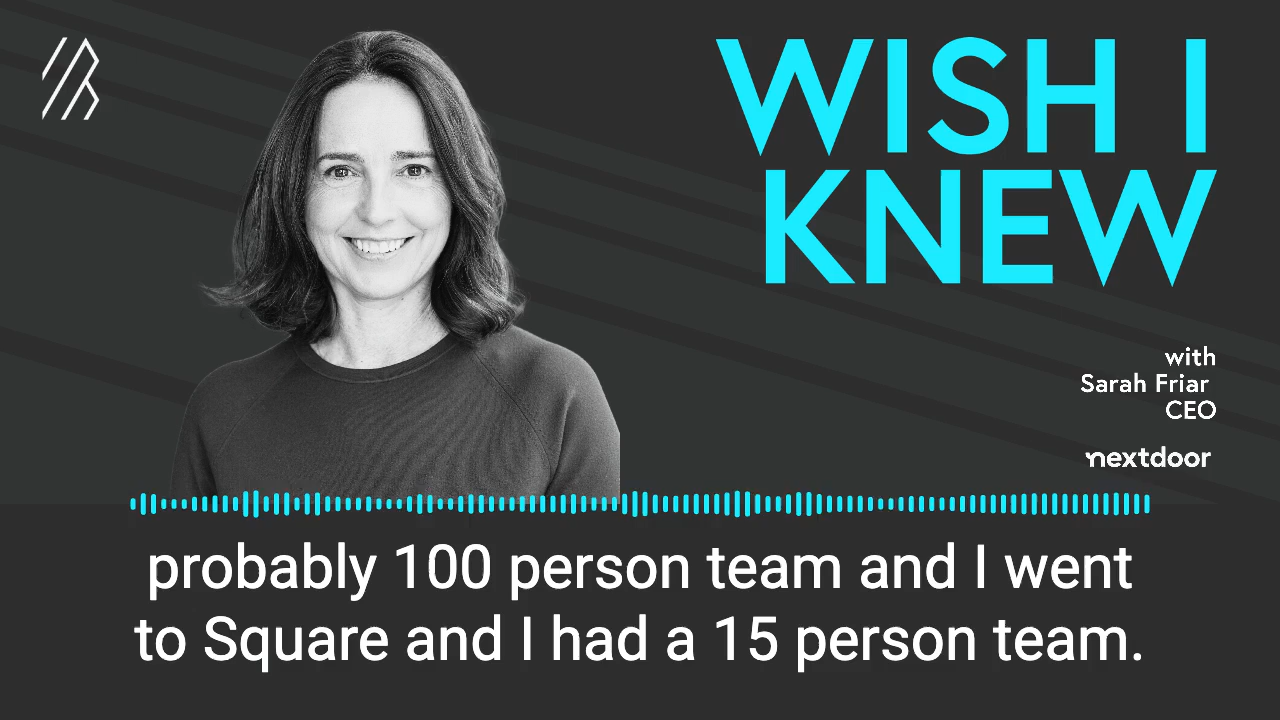 WISH I
KNEW
with
Sarah Friar
CEO
nextdoor
probably 100 person team and I went
to Square and I had a 15 person team.